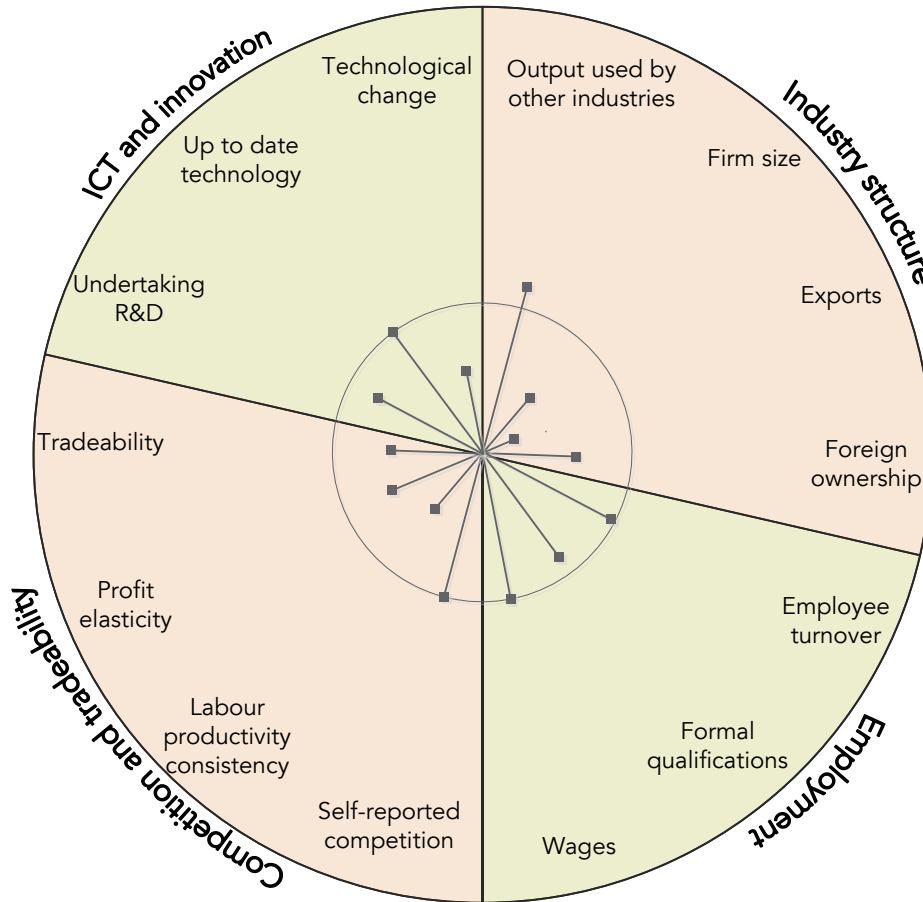 ICT and innovation
Technological
change
Up to date
technology
Undertaking
R&D
Industry structure
Output used by
other industries
Firm size
Exports
Foreign
ownership
Competition and tradeability
Tradeability
Profit
elasticity
Labour
productivity
consistency
Self-reported
competition
Employment
Employee
turnover
Formal
qualifications
Wages